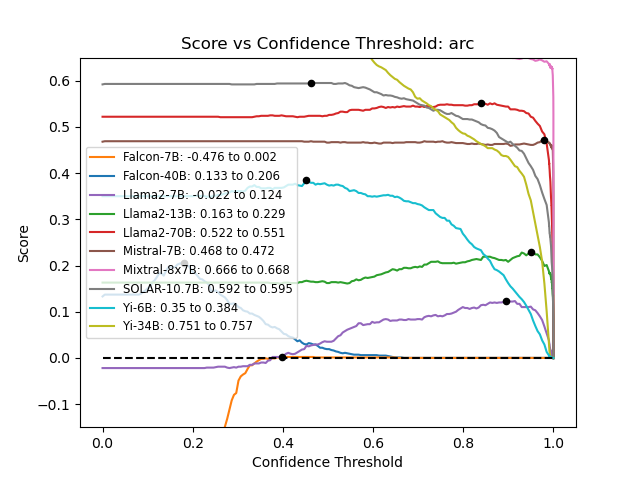 Score vs Confidence Threshold: arc
Score
0.6
0.5
0.4
0.3
0.2
0.1
0.0
−0.1
Falcon-7B: -0.476 to 0.002
Falcon-40B: 0.133 to 0.206
Llama2-7B: -0.022 to 0.124
Llama2-13B: 0.163 to 0.229
Llama2-70B: 0.522 to 0.551
Mistral-7B: 0.468 to 0.472
Mixtral-8x7B: 0.666 to 0.668
SOLAR-10.7B: 0.592 to 0.595
Yi-6B: 0.35 to 0.384
Yi-34B: 0.751 to 0.757
0.0 0.2 0.4 0.6 0.8 1.0
Confidence Threshold